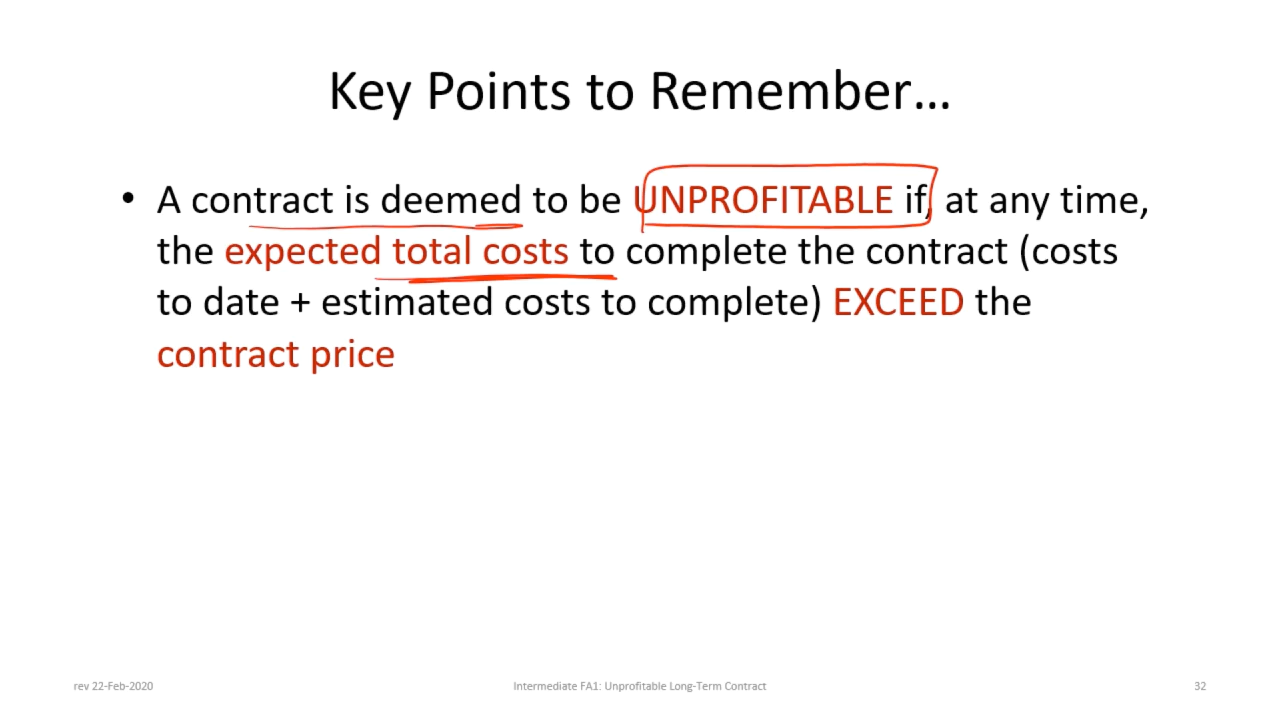 Key Points to Remember…
• A contract is deemed to be UNPROFITABLE if, at any time,
the expected total costs to complete the contract (costs
to date + estimated costs to complete) EXCEED the
contract price
rev 22-Feb-2020
Intermediate FA1: Unprofitable Long-Term Contract
32